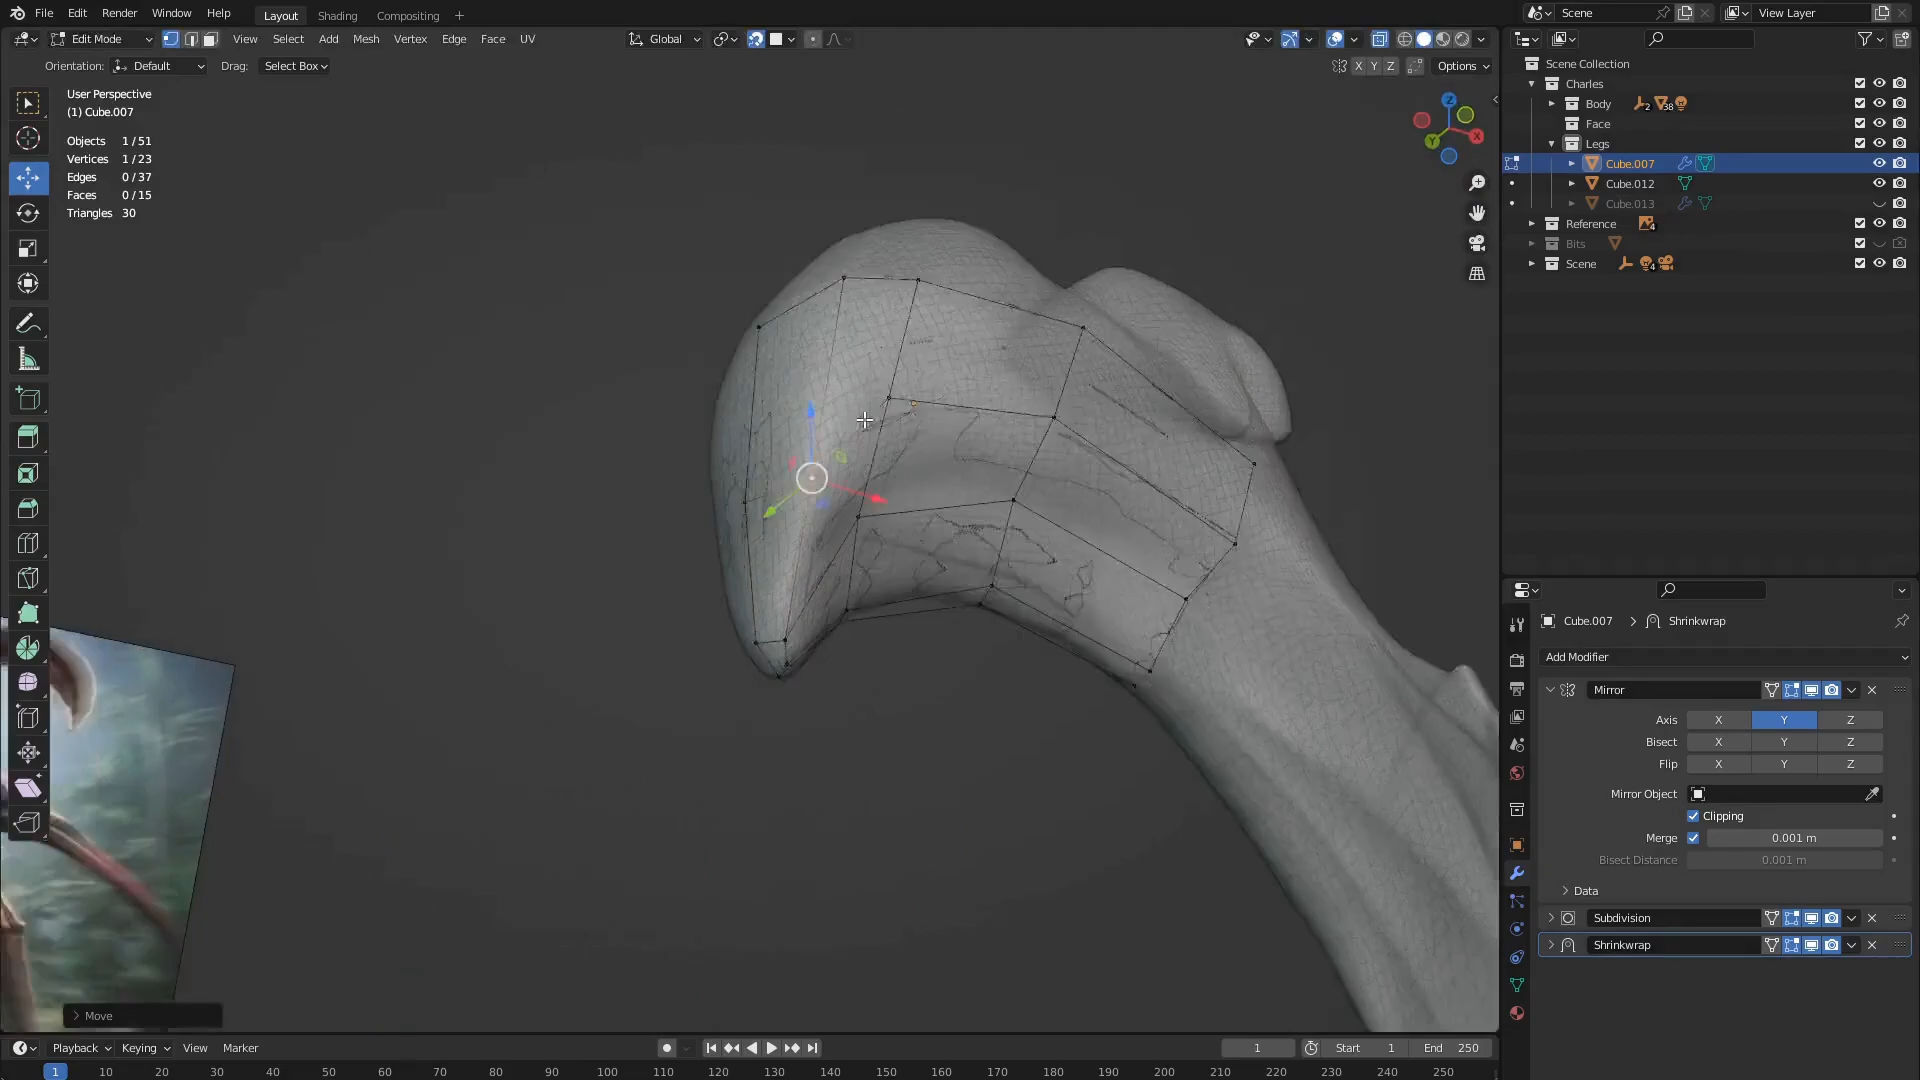 File Edit Render Window Help Layout Shading Compositing + Scene View Layer
Edit Mode View Select Add Mesh Vertex Edge Face UV Global
Orientation: Default Drag: Select Box X Y Z Options
User Perspective
(1) Cube.007
Objects 1/51
Vertices 1/23
Edges 0/37
Faces 0/15
Triangles 30
Z
X
Y
Scene Collection
Charles
Body 2 38
Face
Legs
Cube.007
Cube.012
Cube.013
Reference 4
Bits
Scene 4
Cube.007 > Shrinkwrap
Add Modifier
Mirror
Axis X Y Z
Bisect X Y Z
Flip X Y Z
Mirror Object
Clipping
Merge 0.001 m
Bisect Distance 0.001 m
Data
Subdivision
Shrinkwrap
> Move
Playback Keying View Marker 1 Start 1 End 250
1 10 20 30 40 50 60 70 80 90 100 110 120 130 140 150 160 170 180 190 200 210 220 230 240 250